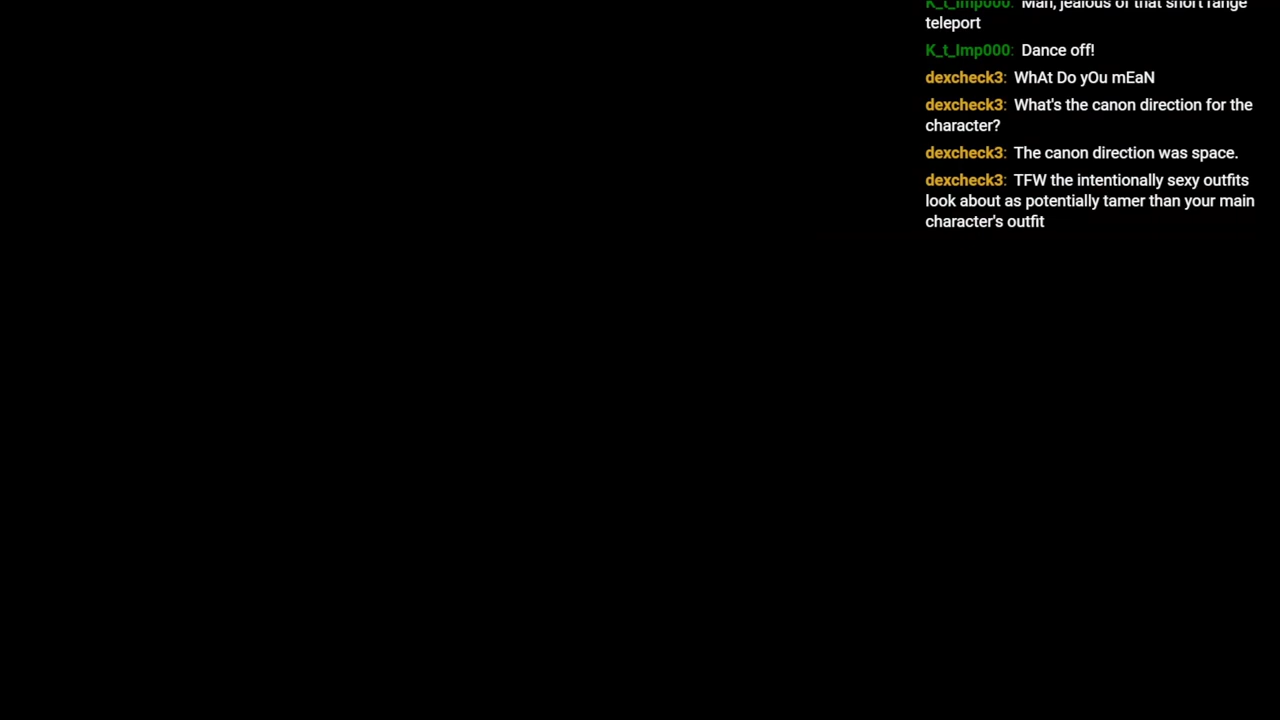 K_t_Imp000: Man, jealous of that short range
teleport
K_t_Imp000: Dance off!
dexcheck3: WhAt Do yOu mEaN
dexcheck3: What's the canon direction for the
character?
dexcheck3: The canon direction was space.
dexcheck3: TFW the intentionally sexy outfits
look about as potentially tamer than your main
character's outfit